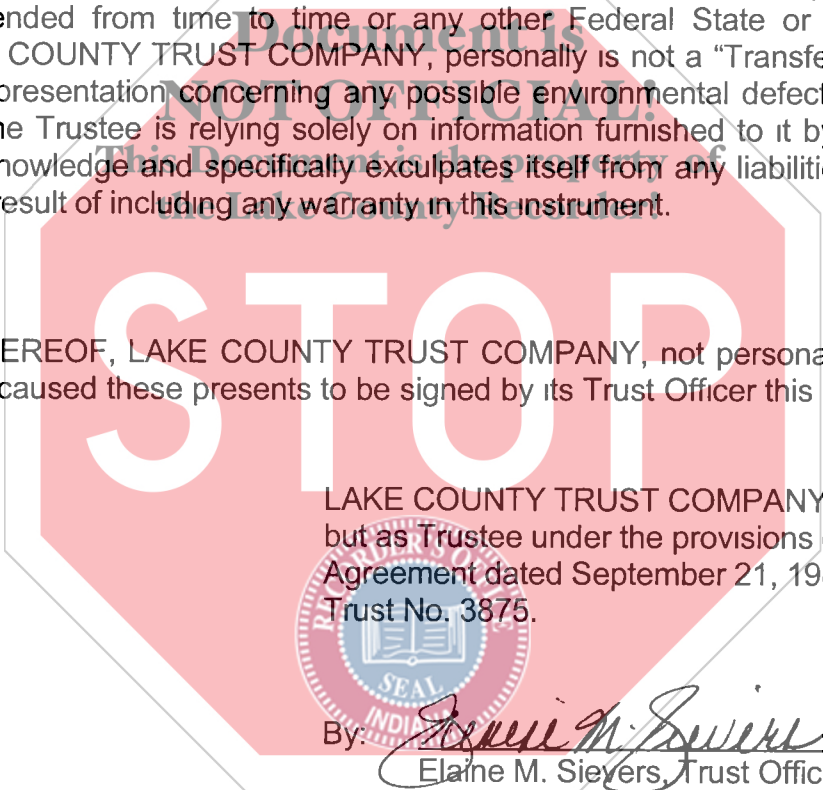 ended from time to time or any other Federal State or
Document is
COUNTY TRUST COMPANY, personally is not a “Transfe
presentation concerning any possible environmental defect
NOT OFFICIAL!
he Trustee is relying solely on information furnished to it by
This Document is the property of
nowledge and specifically exculpates itself from any liabiliti
the Lake County Recorder!
esult of including any warranty in this instrument.
STOP
EREOF, LAKE COUNTY TRUST COMPANY, not persona
caused these presents to be signed by its Trust Officer this
LAKE COUNTY TRUST COMPANY
but as Trustee under the provisions
Agreement dated September 21, 19
Trust No. 3875.
RECORDER'S OFFICE
SEAL
INDIANA
By: Elaine M. Sievers
Elaine M. Sievers, Trust Offic